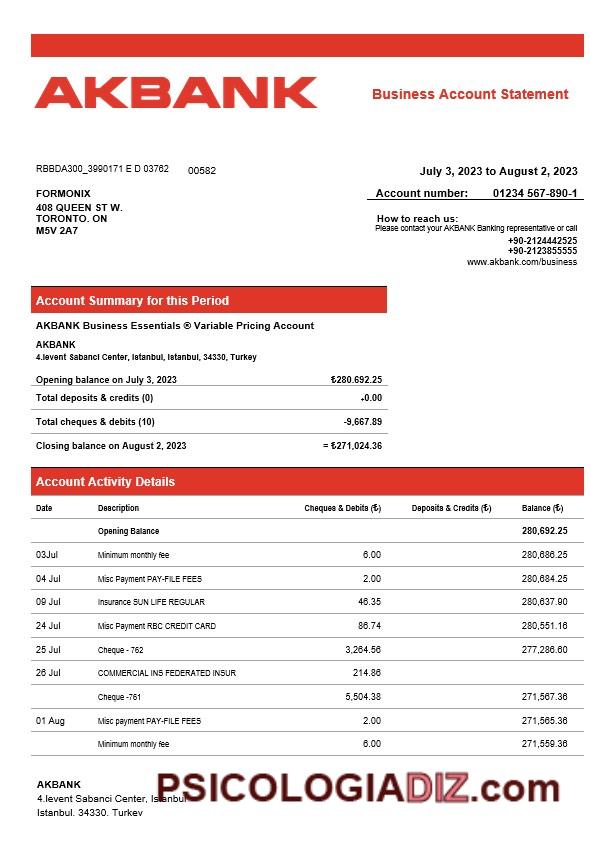 AKBANK
Business Account Statement
RBBDA300_3990171 E D 03762 00582
July 3, 2023 to August 2, 2023
FORMONIX
Account number: 01234 567-890-1
408 QUEEN ST W.
TORONTO. ON
M5V 2A7
How to reach us:
Please contact your AKBANK Banking representative or call
+90-2124442525
+90-2123855555
www.akbank.com/business
Account Summary for this Period
AKBANK Business Essentials ® Variable Pricing Account
AKBANK
4.levent Sabanci Center, Istanbul, Istanbul, 34330, Turkey
Opening balance on July 3, 2023 ₺280.692.25
Total deposits & credits (0) +0.00
Total cheques & debits (10) -9,667.89
Closing balance on August 2, 2023 = ₺271,024.36
Account Activity Details
Date Description Cheques & Debits (₺) Deposits & Credits (₺) Balance (₺)
Opening Balance 280,692.25
03Jul Minimum monthly fee 6.00 280,686.25
04 Jul Misc Payment PAY-FILE FEES 2.00 280,684.25
09 Jul Insurance SUN LIFE REGULAR 46.35 280,637.90
24 Jul Misc Payment RBC CREDIT CARD 86.74 280,551.16
25 Jul Cheque - 762 3,264.56 277,286.60
26 Jul COMMERCIAL INS FEDERATED INSUR 214.86
Cheque -761 5,504.38 271,567.36
01 Aug Misc payment PAY-FILE FEES 2.00 271,565.36
Minimum monthly fee 6.00 271,559.36
AKBANK
4.levent Sabanci Center, Istanbul,
Istanbul, 34330, Turkey
PSICOLOGIADIZ.com